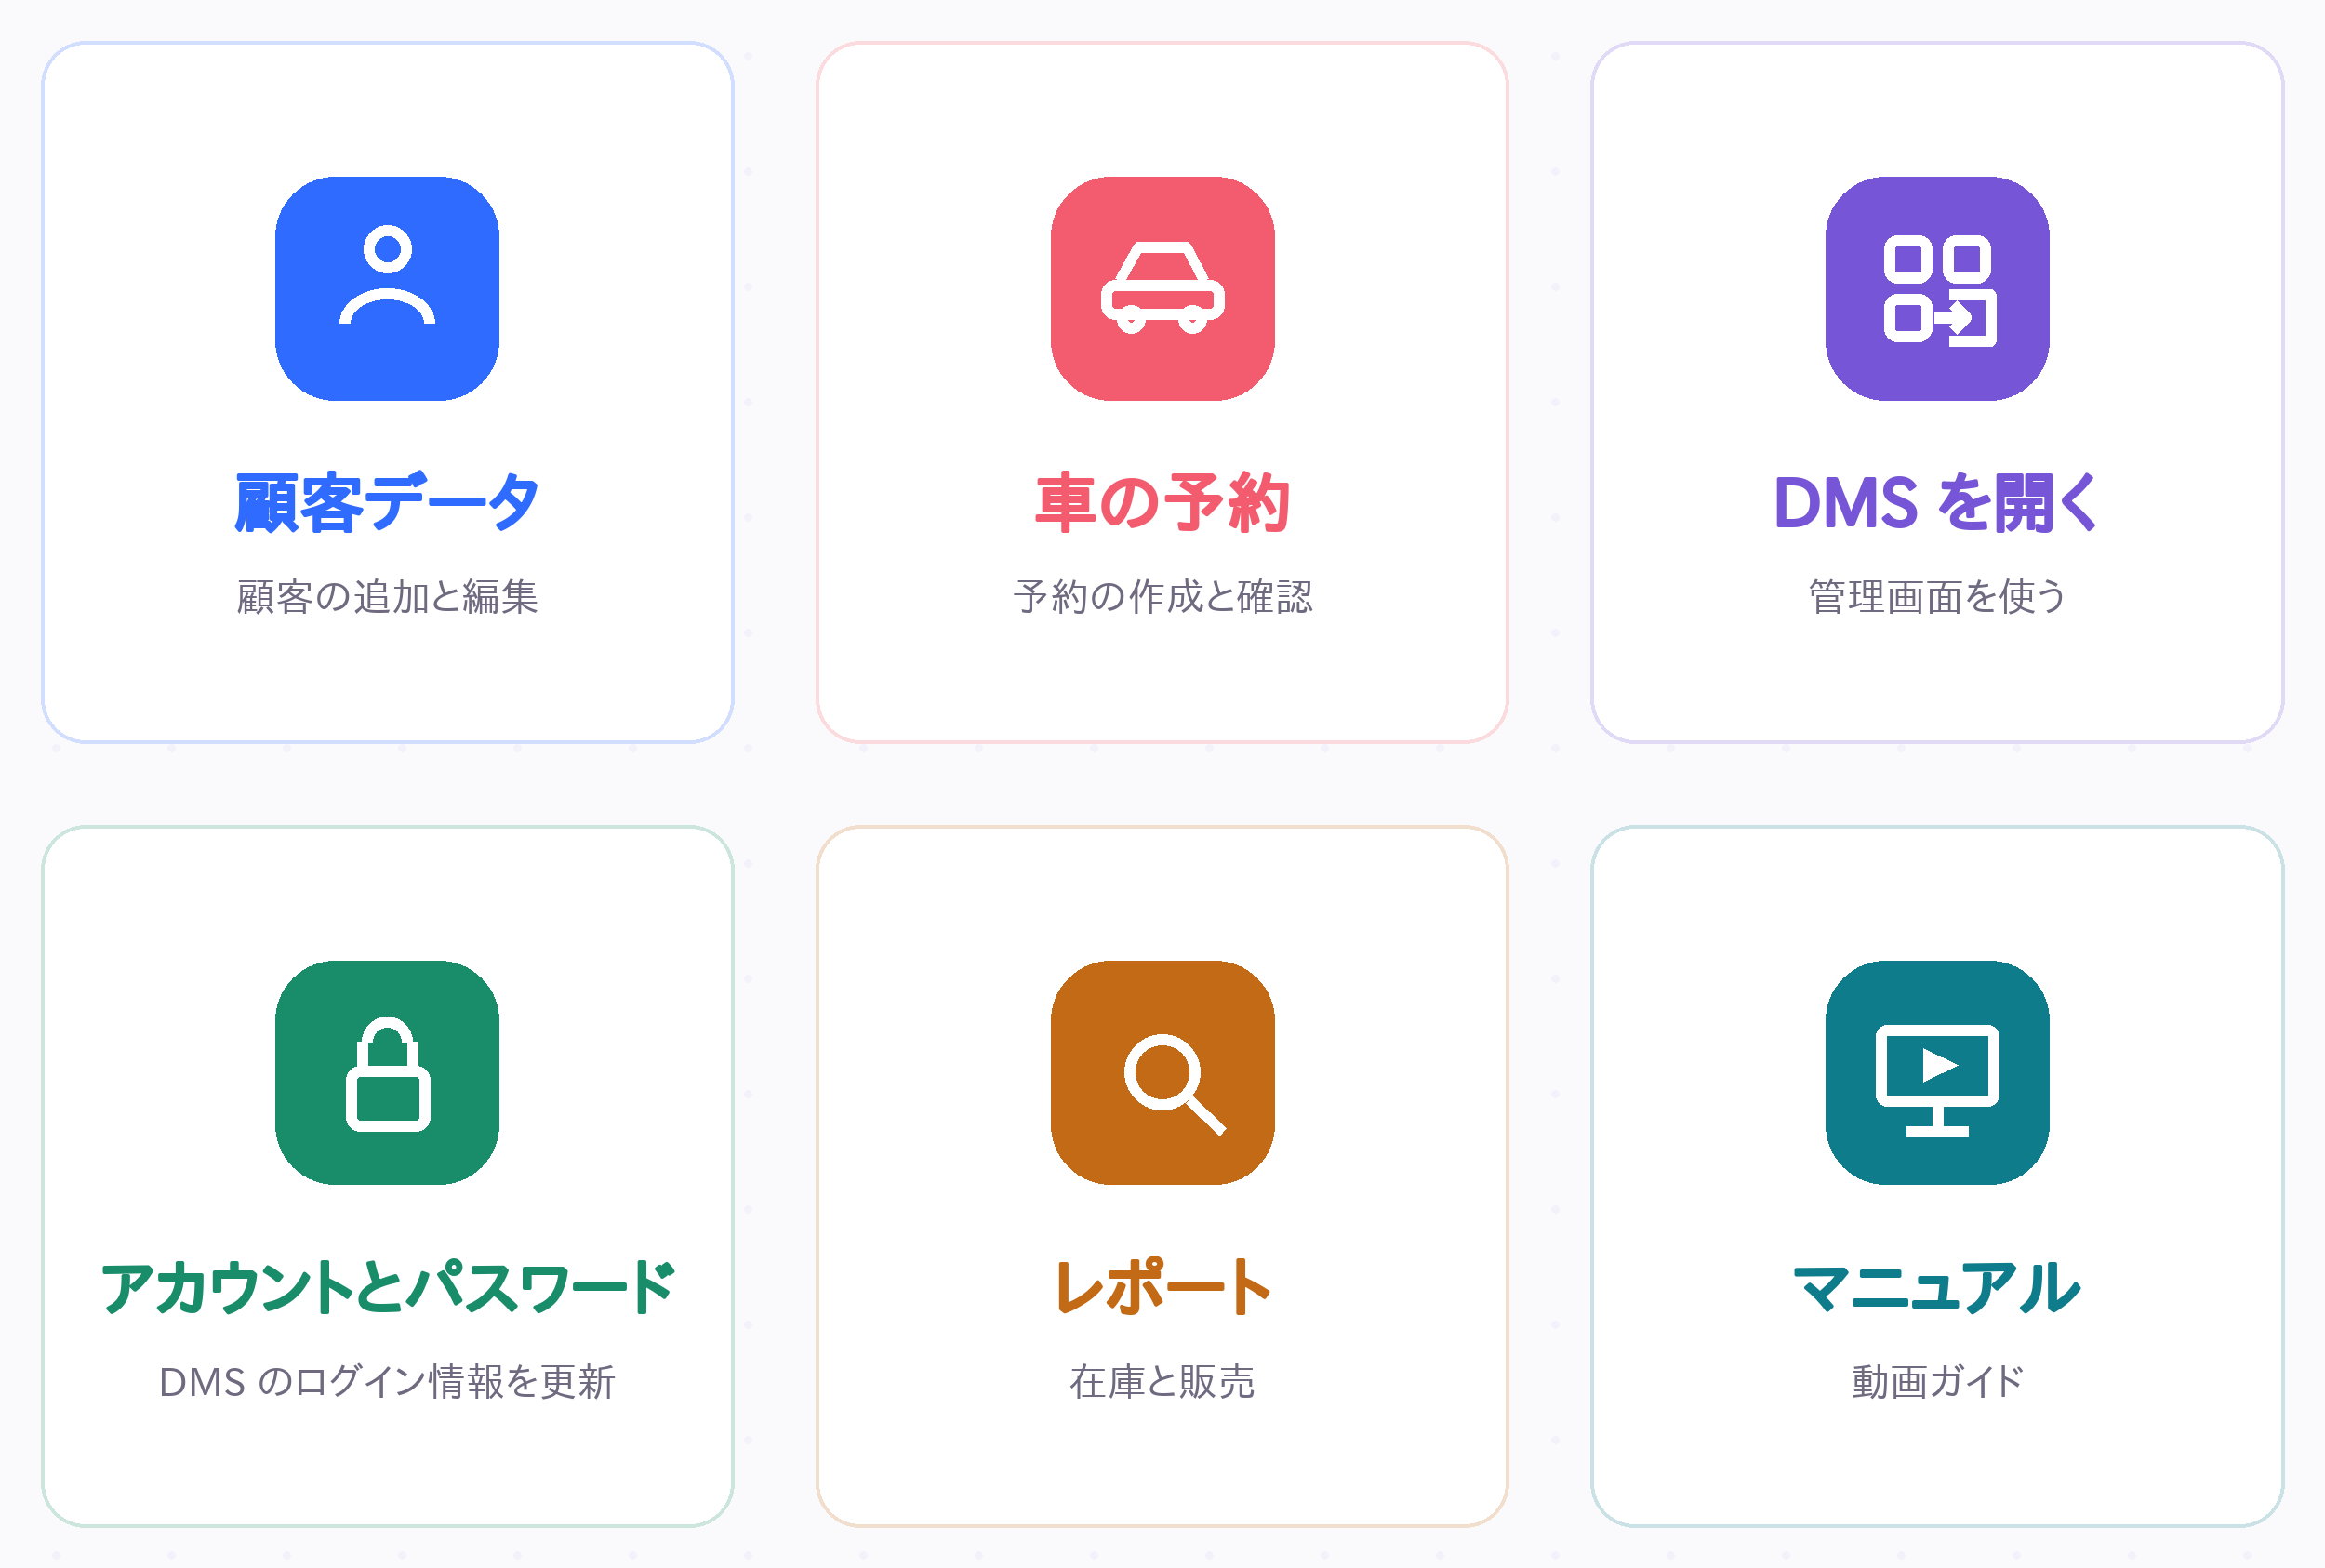 顧客データ
顧客の追加と編集
車の予約
予約の作成と確認
DMS を開く
管理画面を使う
アカウントとパスワード
DMS のログイン情報を更新
レポート
在庫と販売
マニュアル
動画ガイド